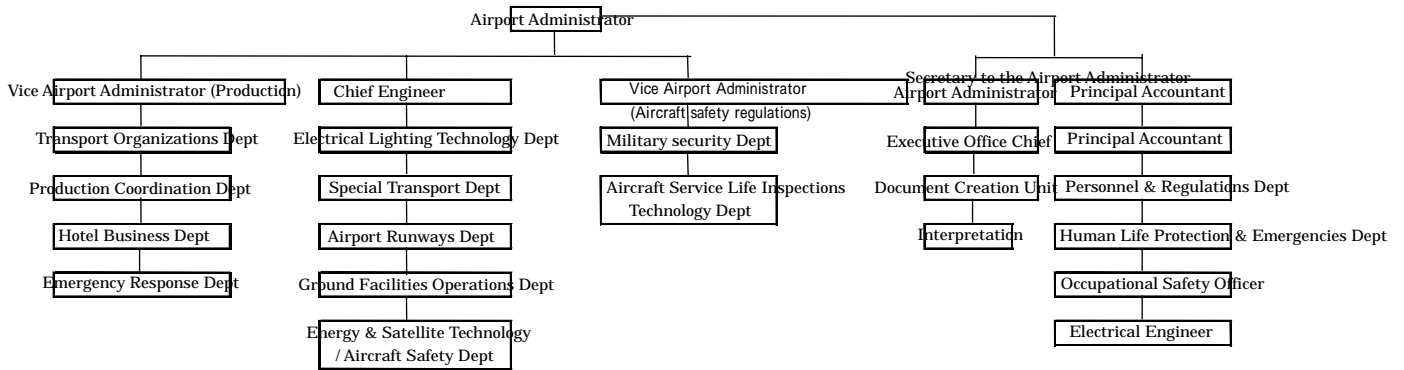 Airport Administrator
Vice Airport Administrator (Production)
Transport Organizations Dept
Production Coordination Dept
Hotel Business Dept
Emergency Response Dept
Chief Engineer
Electrical Lighting Technology Dept
Special Transport Dept
Airport Runways Dept
Ground Facilities Operations Dept
Energy & Satellite Technology
/ Aircraft Safety Dept
Vice Airport Administrator
(Aircraft safety regulations)
Military security Dept
Aircraft Service Life Inspections
Technology Dept
Secretary to the Airport Administrator
Airport Administrator
Executive Office Chief
Document Creation Unit
Interpretation
Principal Accountant
Principal Accountant
Personnel & Regulations Dept
Human Life Protection & Emergencies Dept
Occupational Safety Officer
Electrical Engineer